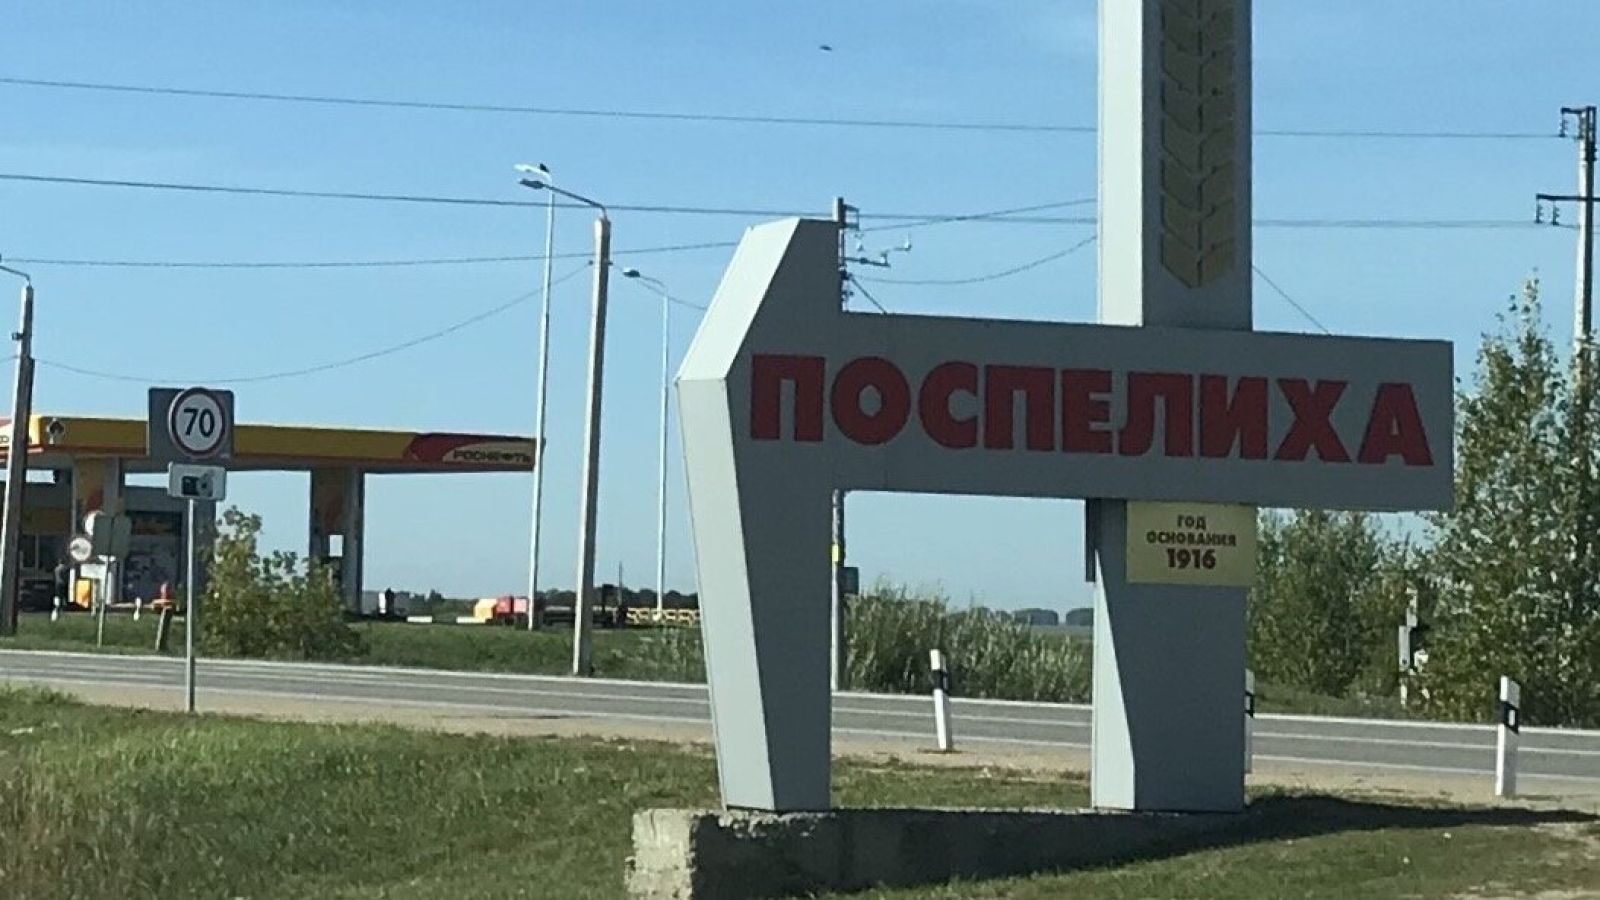 70
РОСНЕФТЬ
ПОСПЕЛИХА
ГОД
ОСНОВАНИЯ
1916